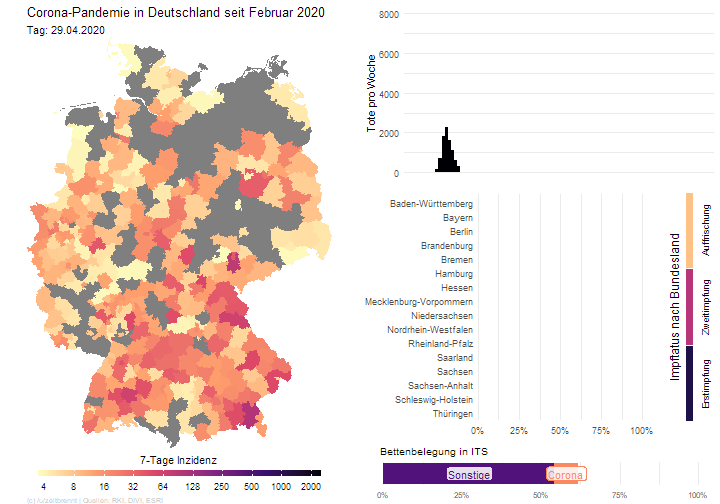 Corona-Pandemie in Deutschland seit Februar 2020
Tag: 29.04.2020
7-Tage Inzidenz
4 8 16 32 64 125 250 500 1000 2000
(c) /u/zeitbrennt | Quellen: RKI, DIVI, ESRI
Tote pro Woche
8000
6000
4000
2000
0
Baden-Württemberg
Bayern
Berlin
Brandenburg
Bremen
Hamburg
Hessen
Mecklenburg-Vorpommern
Niedersachsen
Nordrhein-Westfalen
Rheinland-Pfalz
Saarland
Sachsen
Sachsen-Anhalt
Schleswig-Holstein
Thüringen
0% 25% 50% 75% 100%
Impfstatus nach Bundesland
Auffrischung
Zweitimpfung
Erstimpfung
Bettenbelegung in ITS
Sonstige Corona
0% 25% 50% 75% 100%